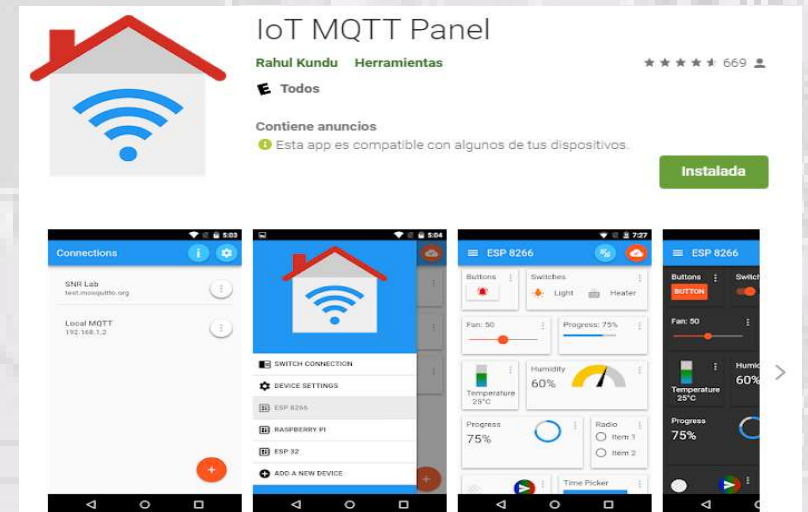 IoT MQTT Panel
Rahul Kundu Herramientas
669
E Todos
Contiene anuncios
Esta app es compatible con algunos de tus dispositivos.
Instalada
5:03
Connections
SNR Lab
test.mosquitto.org
Local MQTT
192.168.1.2
5:04
SWITCH CONNECTION
DEVICE SETTINGS
ESP 8266
RASPBERRY PI
ESP 32
ADD A NEW DEVICE
7:27
ESP 8266
Buttons Switches
Light Heater
Fan: 50 Progress: 75%
Humidity
60%
Temperature
25°C
Progress
75%
Radio
Item 1
Item 2
Time Picker
ESP 8266
Buttons Switch
BUTTON
Fan: 50
Humid
60%
Temperature
25°C
Progress
75%